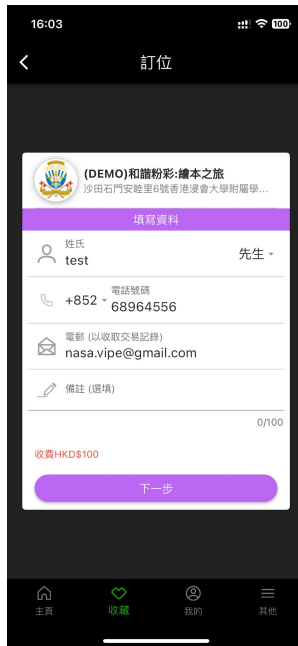 16:03
100
訂位
(DEMO)和諧粉彩:繪本之旅
沙田石門安睦里6號香港浸會大學附屬學...
填寫資料
姓氏
test
先生
電話號碼
+852
68964556
電郵 (以收取交易記錄)
nasa.vipe@gmail.com
備註 (選填)
0/100
收費HKD$100
下一步
主頁
收藏
我的
其他